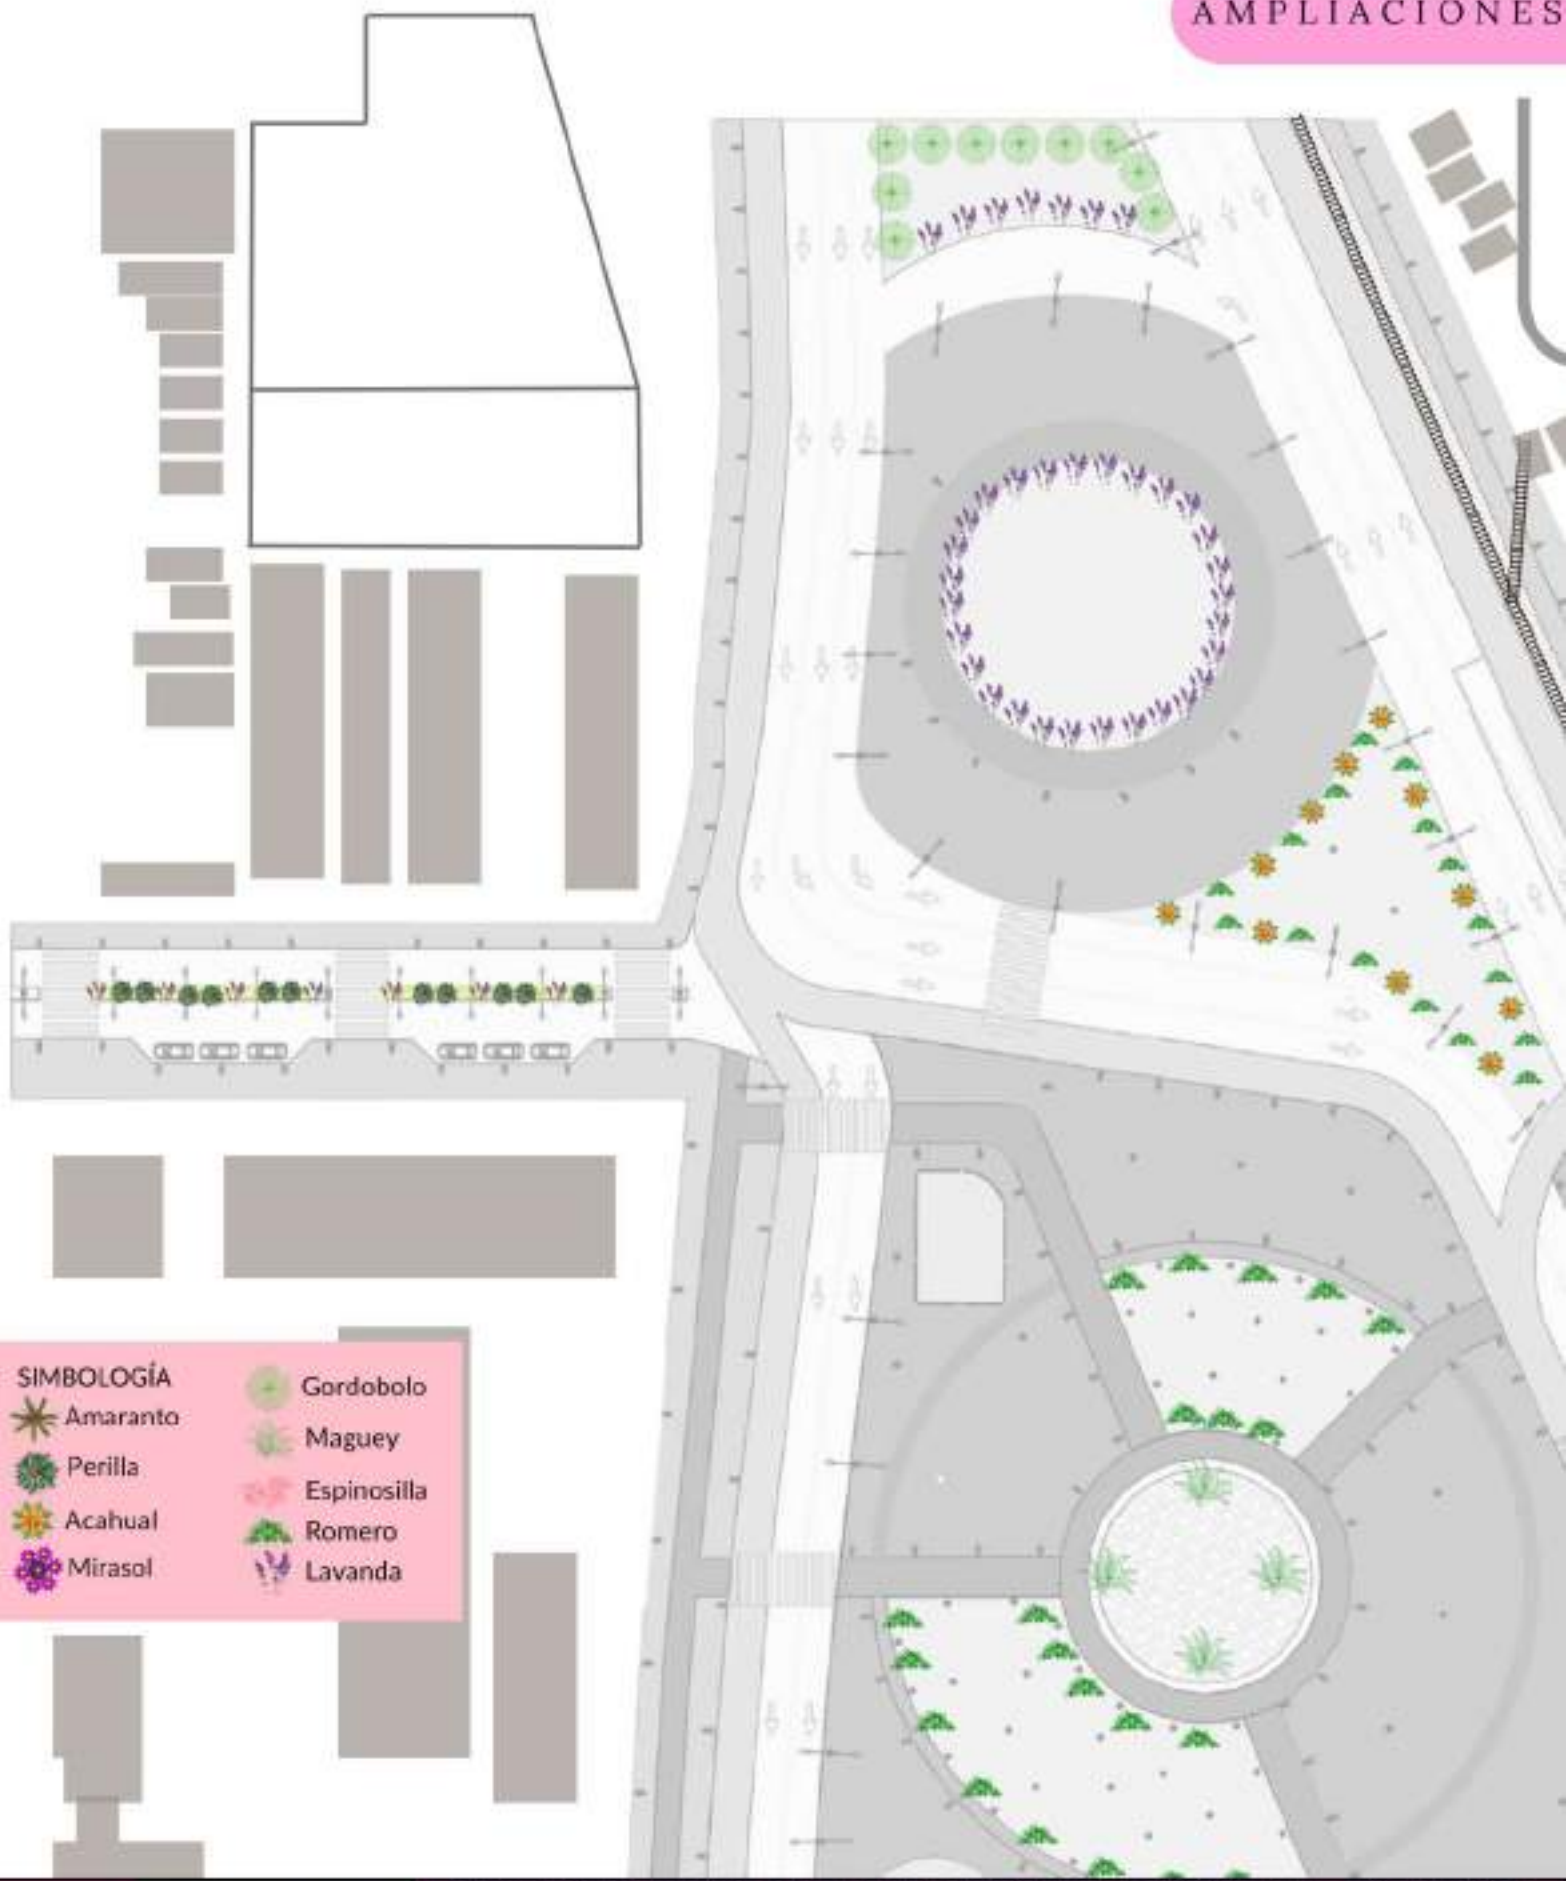 AMPLIACIONES
SIMBOLOGÍA
Amaranto
Perilla
Acahual
Mirasol
Gordobolo
Maguey
Espinosilla
Romero
Lavanda